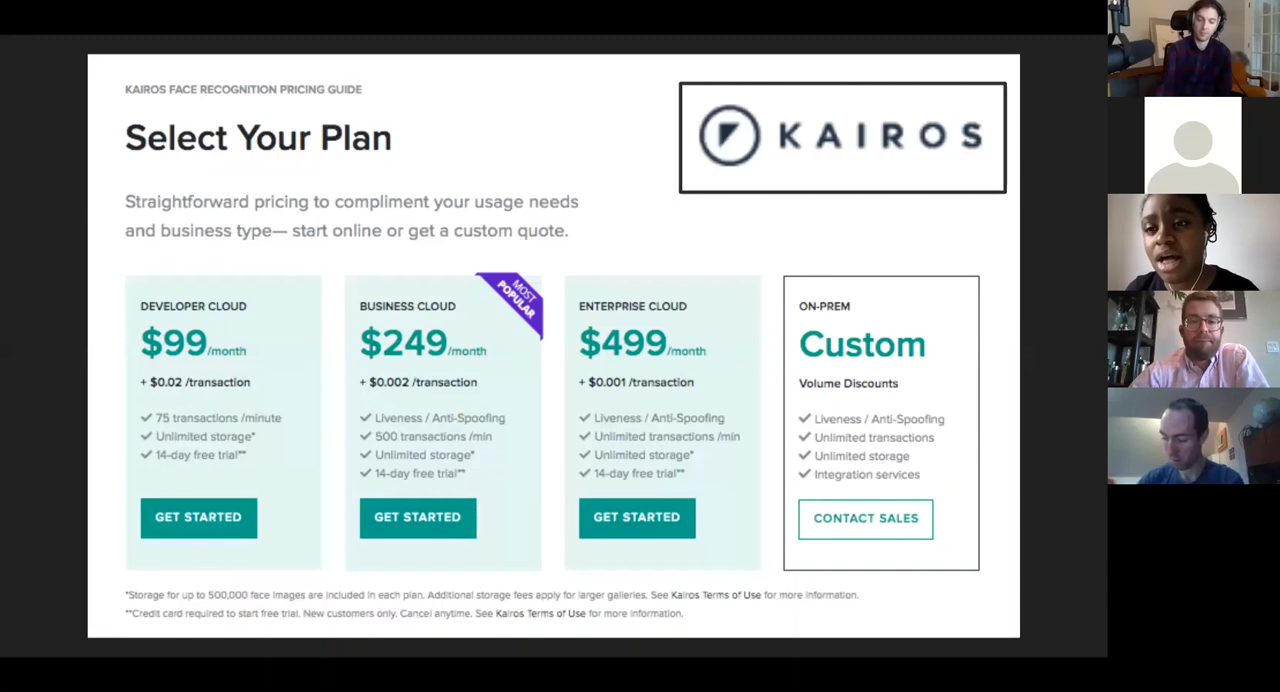 KAIROS FACE RECOGNITION PRICING GUIDE
KAIROS
Select Your Plan
Straightforward pricing to compliment your usage needs
and business type— start online or get a custom quote.
DEVELOPER CLOUD
$99/month
+ $0.02 /transaction
75 transactions /minute
Unlimited storage*
14-day free trial**
GET STARTED
MOST
POPULAR
BUSINESS CLOUD
$249/month
+ $0.002 /transaction
Liveness / Anti-Spoofing
500 transactions /min
Unlimited storage*
14-day free trial**
GET STARTED
ENTERPRISE CLOUD
$499/month
+ $0.001 /transaction
Liveness / Anti-Spoofing
Unlimited transactions /min
Unlimited storage*
14-day free trial**
GET STARTED
ON-PREM
Custom
Volume Discounts
Liveness / Anti-Spoofing
Unlimited transactions
Unlimited storage
Integration services
CONTACT SALES
*Storage for up to 500,000 face images are included in each plan. Additional storage fees apply for larger galleries. See Kairos Terms of Use for more information.
**Credit card required to start free trial. New customers only. Cancel anytime. See Kairos Terms of Use for more information.